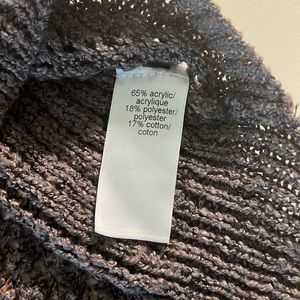 65% acrylic/
acrylique
18% polyester/
polyester
17% cotton/
coton